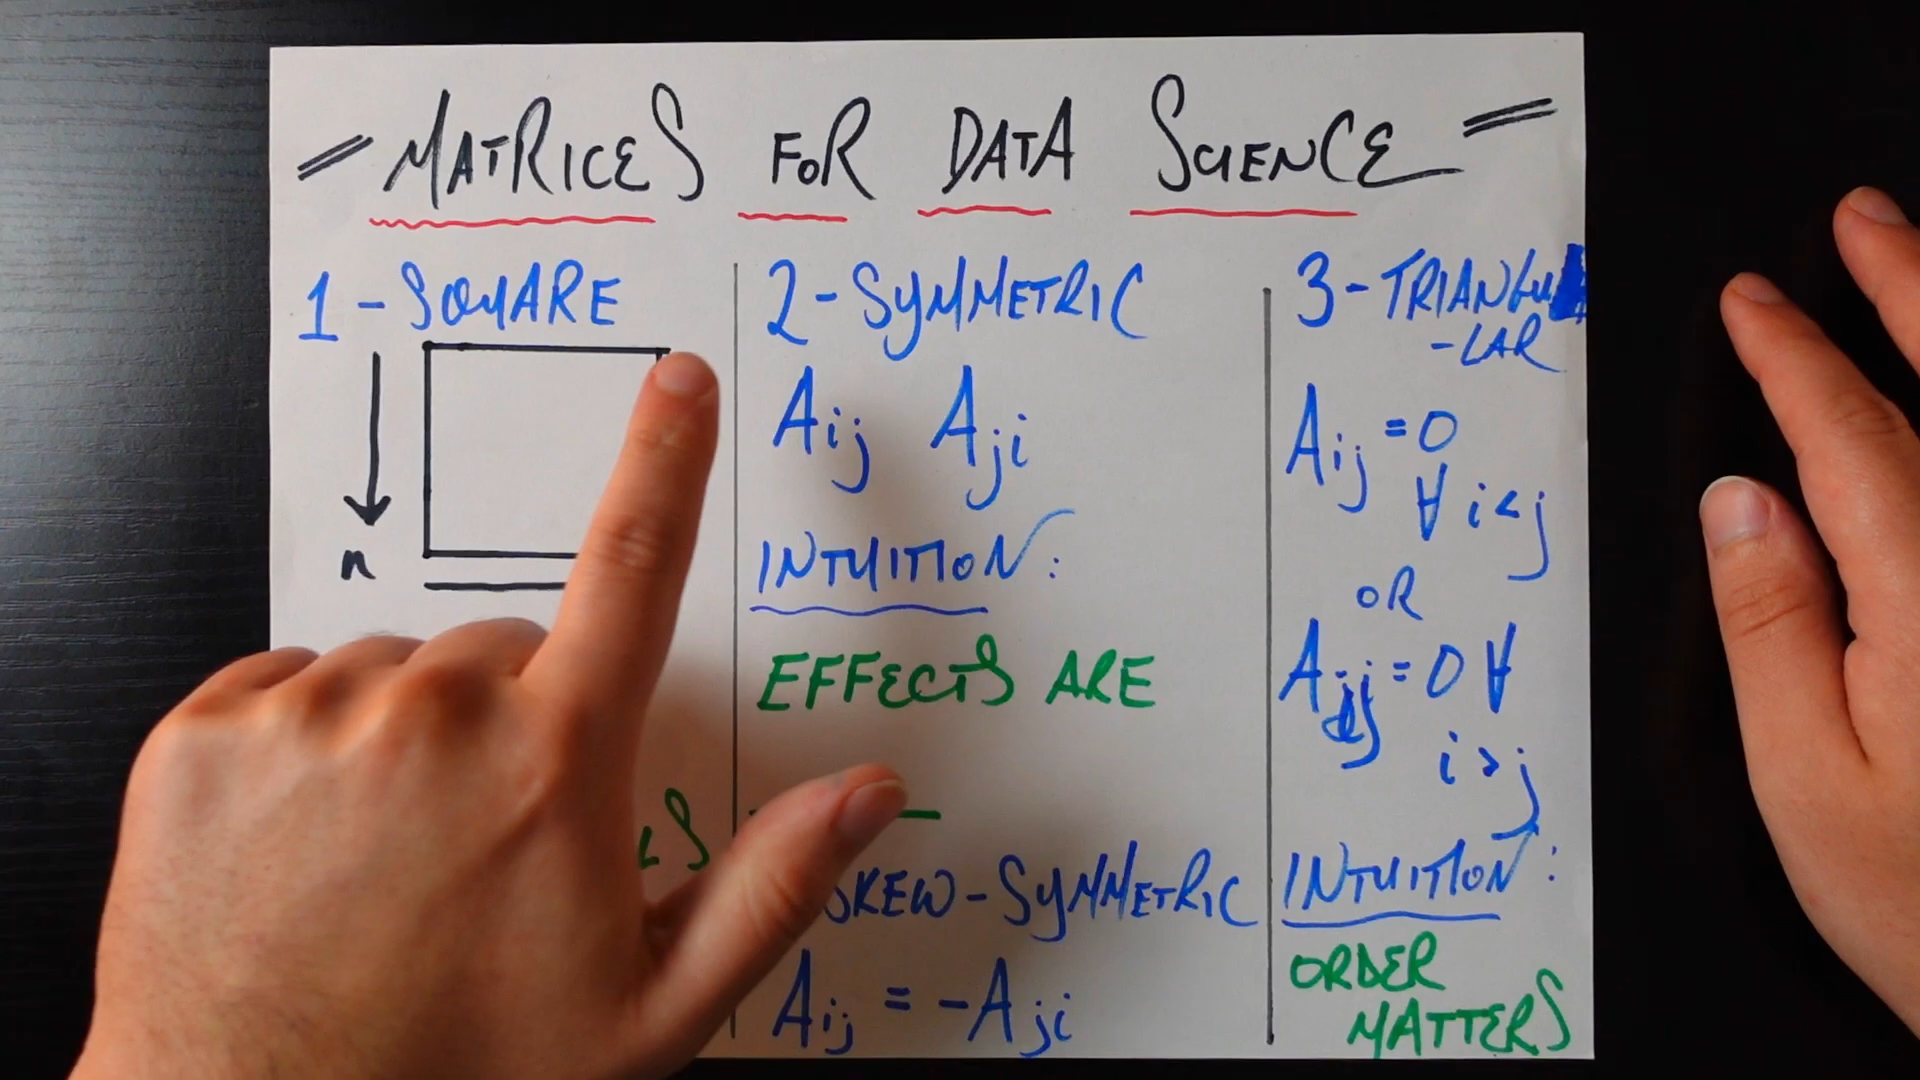 MATRICES FOR DATA SCIENCE
1 - SQUARE
n
2 - SYMMETRIC
Aij Aji
INTUITION:
EFFECTS ARE
SKEW-SYMMETRIC
Aij = -Aji
3 - TRIANGU
-LAR
Aij = 0
∀ i < j
OR
Aij = 0 ∀
i > j
INTUITION:
ORDER
MATTERS